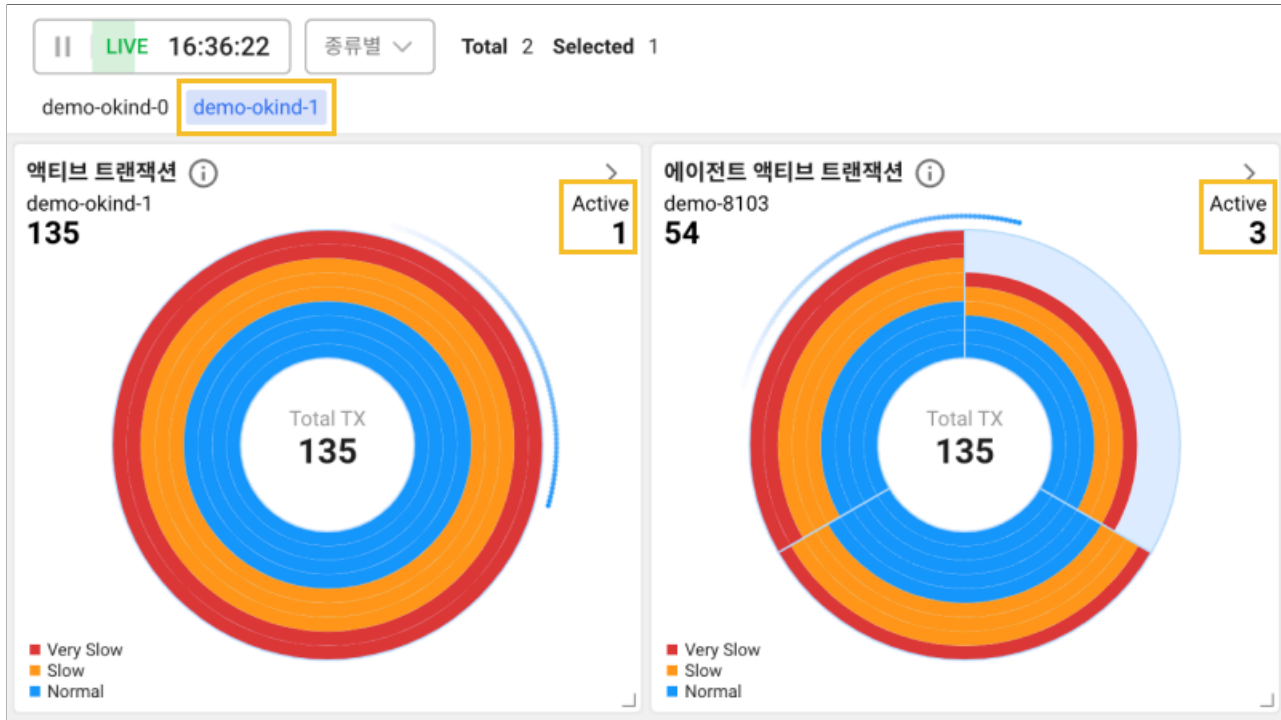 LIVE 16:36:22 종류별 Total 2 Selected 1
demo-okind-0 demo-okind-1
액티브 트랜잭션
demo-okind-1
135
Active
1
Total TX
135
Very Slow
Slow
Normal
에이전트 액티브 트랜잭션
demo-8103
54
Active
3
Total TX
135
Very Slow
Slow
Normal